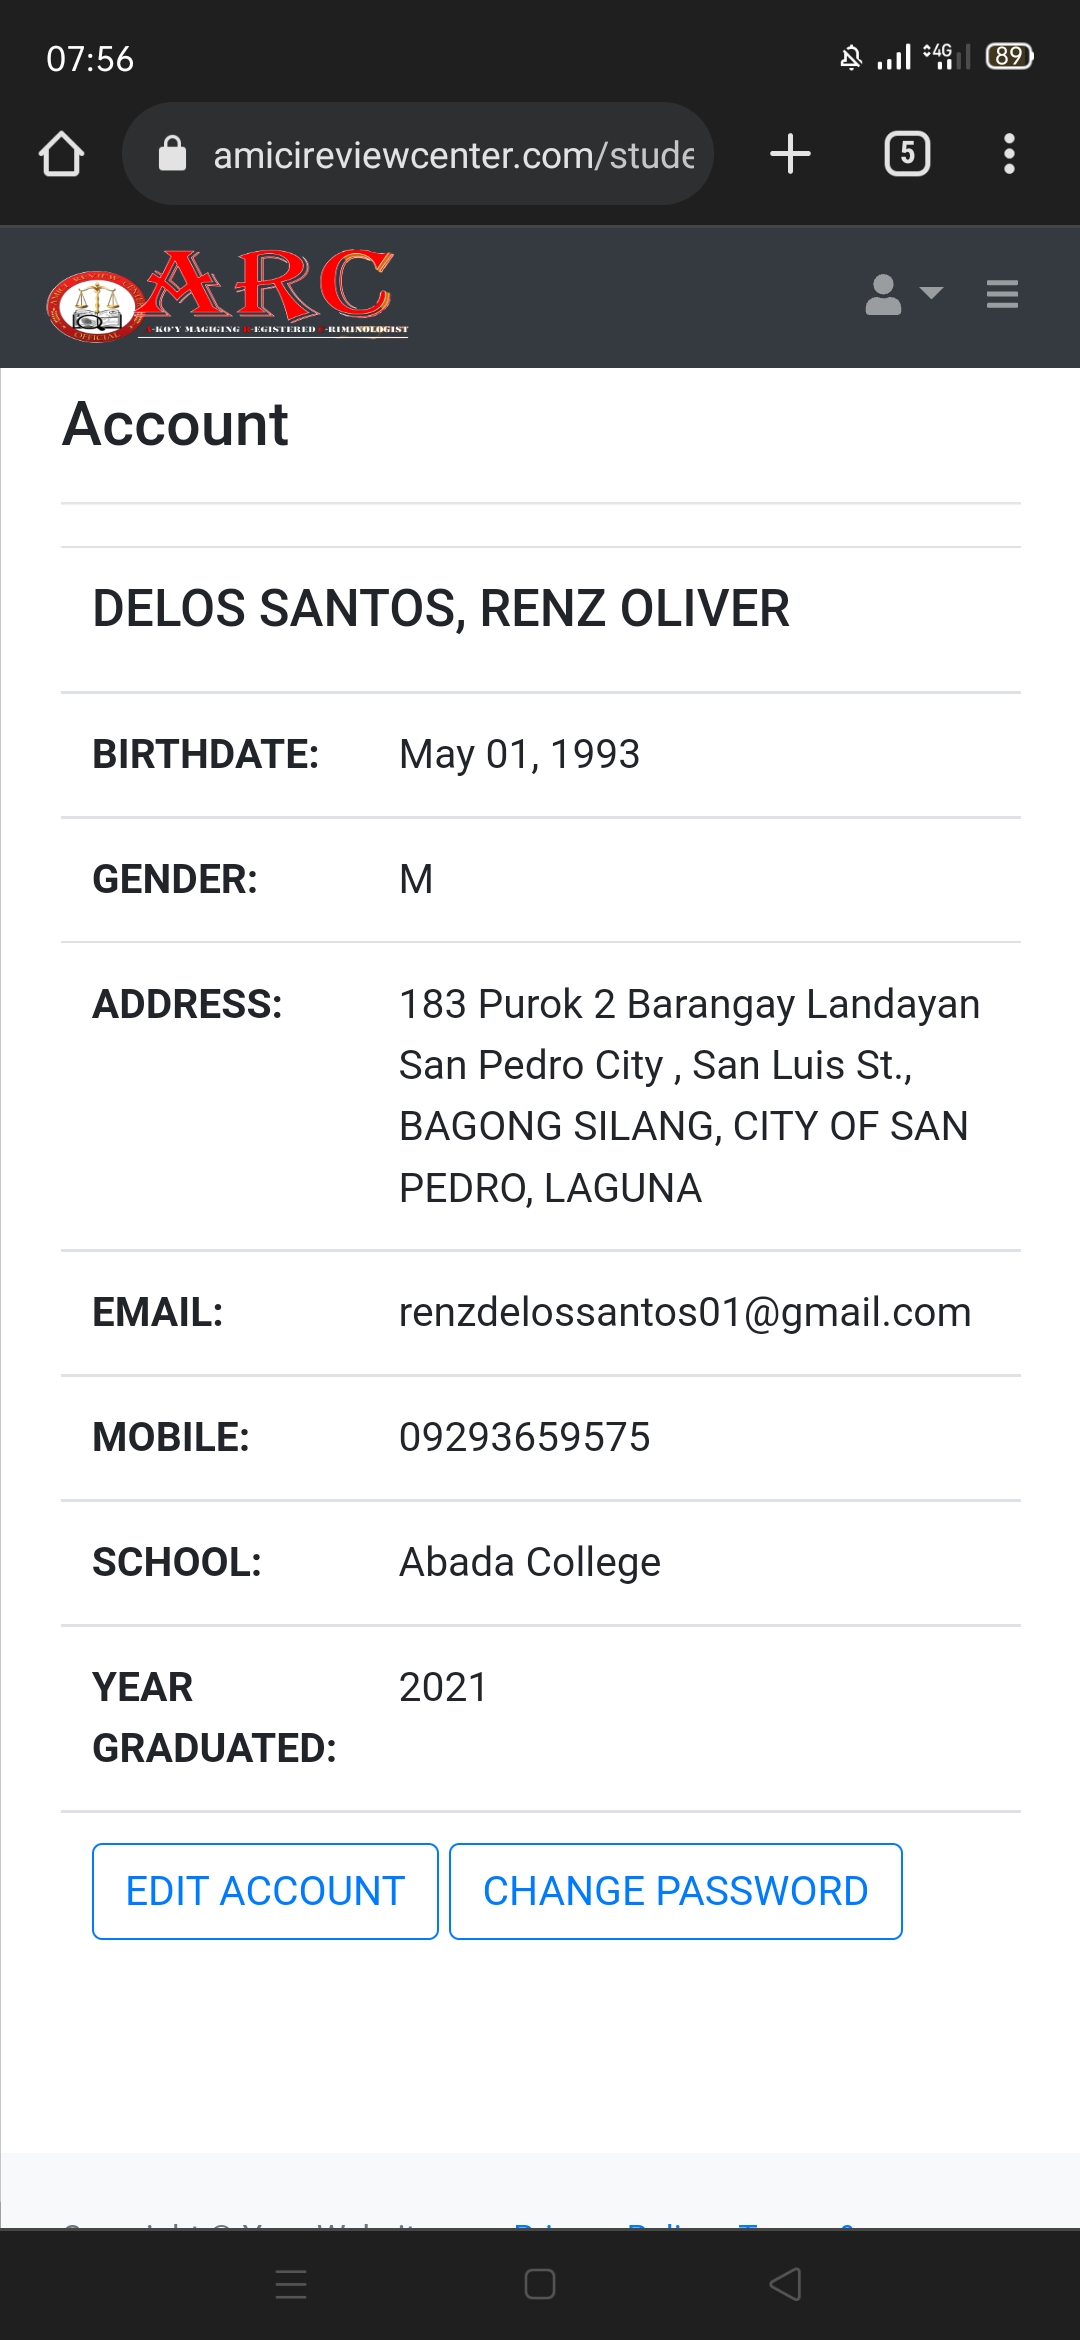 07:56
4G
89
amicireviewcenter.com/stude
5
ARC
A-KO'Y MAGIGING R-EGISTERED C-RIMINOLOGIST
OFFICIAL
Account
DELOS SANTOS, RENZ OLIVER
BIRTHDATE: May 01, 1993
GENDER: M
ADDRESS: 183 Purok 2 Barangay Landayan
San Pedro City , San Luis St.,
BAGONG SILANG, CITY OF SAN
PEDRO, LAGUNA
EMAIL: renzdelossantos01@gmail.com
MOBILE: 09293659575
SCHOOL: Abada College
YEAR 2021
GRADUATED:
EDIT ACCOUNT CHANGE PASSWORD